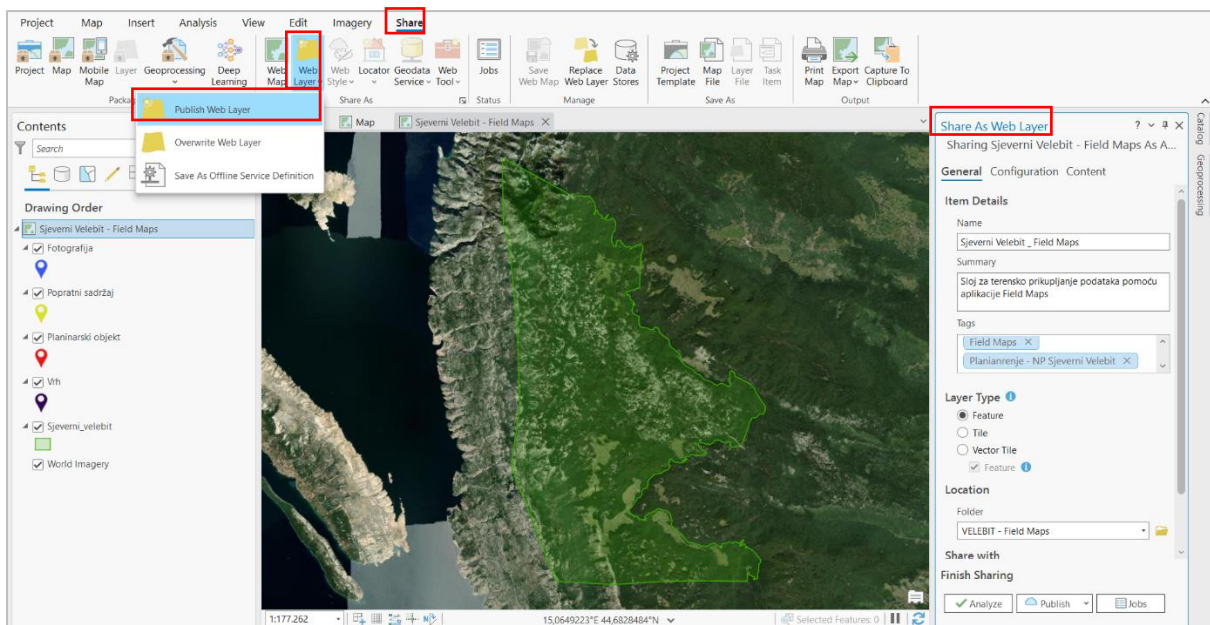 Project Map Insert Analysis View Edit Imagery Share
Project Map Mobile Map Layer Geoprocessing Deep Learning Web Map Web Layer Web Style Locator Geodata Service Web Tool Jobs Save Web Map Replace Web Layer Data Stores Project Template Map File Layer File Task Item Print Map Export Map Capture To Clipboard
Share As Status Manage Save As Output
Publish Web Layer
Overwrite Web Layer
Save As Offline Service Definition
Contents
Search
Drawing Order
Sjeverni Velebit - Field Maps
Fotografija
Popratni sadržaj
Planinarski objekt
Vrh
Sjeverni_velebit
World Imagery
Map Sjeverni Velebit - Field Maps
1:177.262 15,0649223°E 44,6828484°N Selected Features: 0
Share As Web Layer
Sharing Sjeverni Velebit - Field Maps As A...
General Configuration Content
Item Details
Name
Sjeverni Velebit _ Field Maps
Summary
Sloj za terensko prikupljanje podataka pomoću
aplikacije Field Maps
Tags
Field Maps
Planianrenje - NP Sjeverni Velebit
Layer Type
Feature
Tile
Vector Tile
Feature
Location
Folder
VELEBIT - Field Maps
Share with
Finish Sharing
Analyze Publish Jobs
Catalog
Geoprocessing